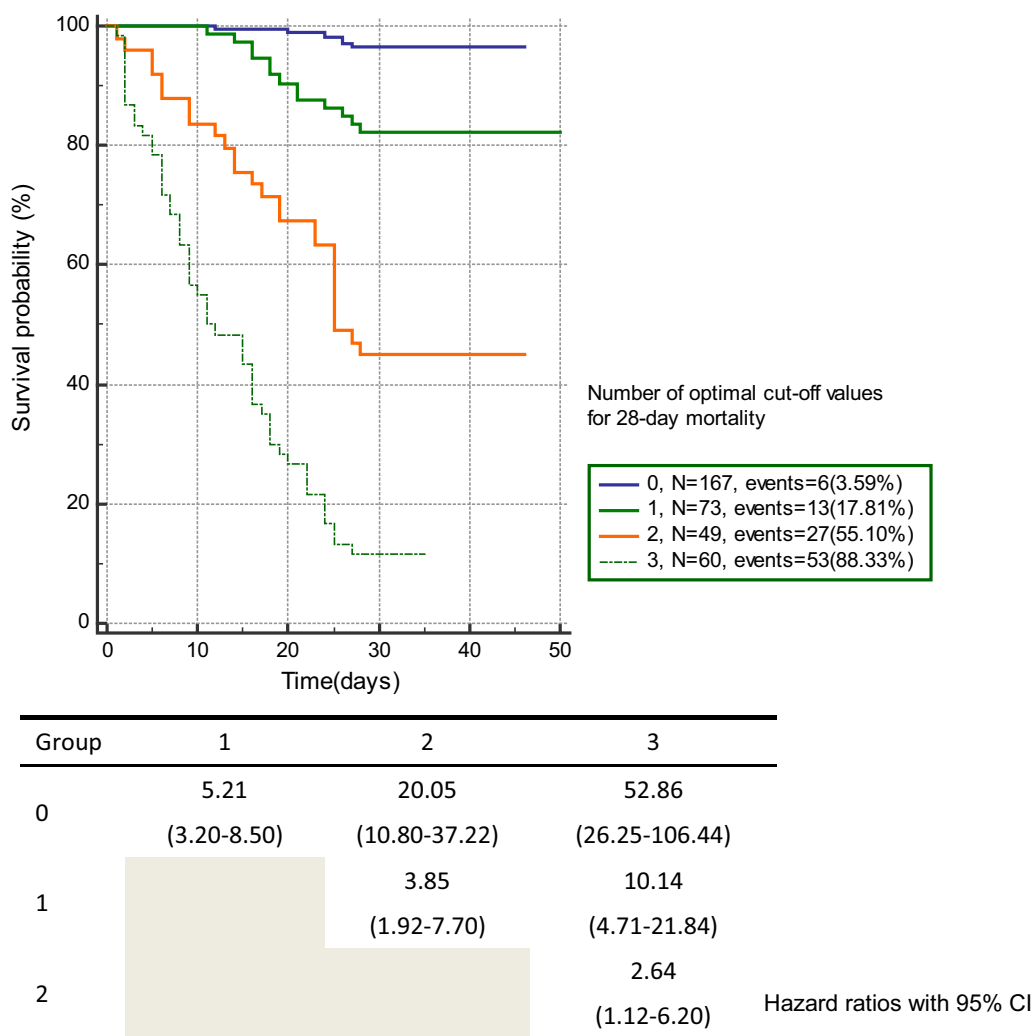 100
80
60
40
20
0
Survival probability (%)
0 10 20 30 40 50
Time(days)
Number of optimal cut-off values
for 28-day mortality
0, N=167, events=6(3.59%)
1, N=73, events=13(17.81%)
2, N=49, events=27(55.10%)
3, N=60, events=53(88.33%)
Group 1 2 3
0 5.21 20.05 52.86
(3.20-8.50) (10.80-37.22) (26.25-106.44)
1 3.85 10.14
(1.92-7.70) (4.71-21.84)
2 2.64
(1.12-6.20)
Hazard ratios with 95% CI